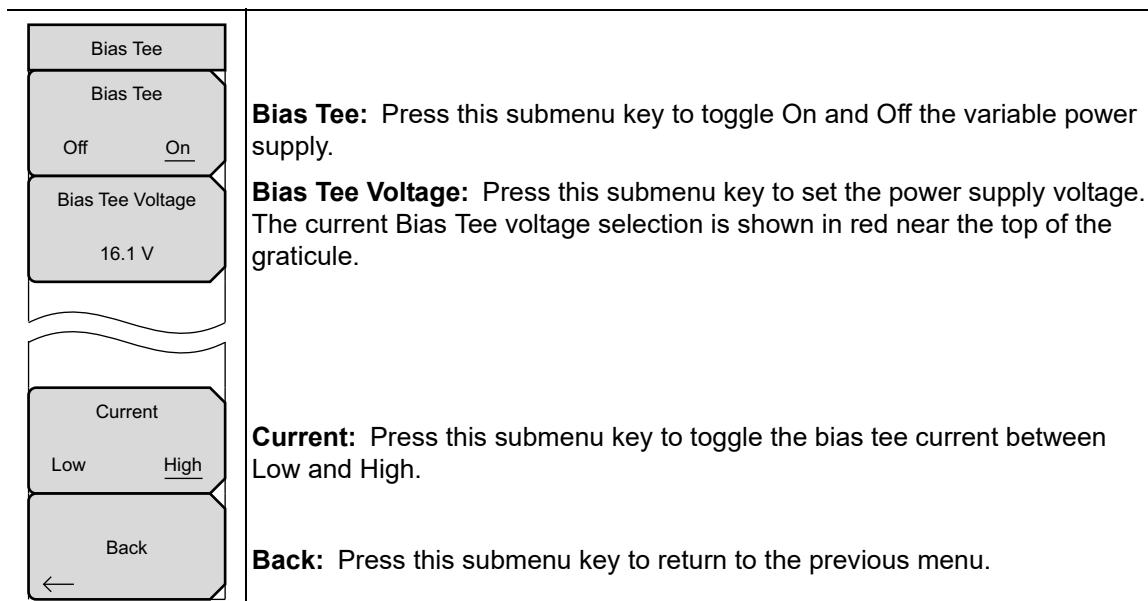 Bias Tee
Bias Tee
Off On
Bias Tee Voltage
16.1 V
Current
Low High
Back
Bias Tee: Press this submenu key to toggle On and Off the variable power
supply.
Bias Tee Voltage: Press this submenu key to set the power supply voltage.
The current Bias Tee voltage selection is shown in red near the top of the
graticule.
Current: Press this submenu key to toggle the bias tee current between
Low and High.
Back: Press this submenu key to return to the previous menu.